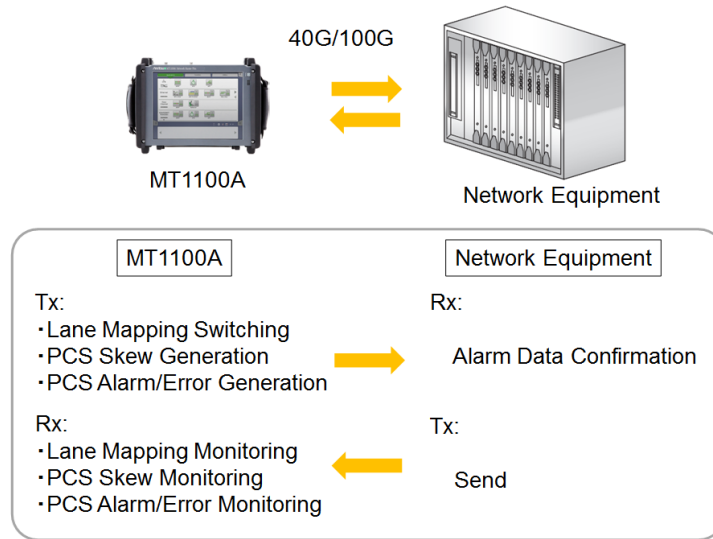 40G/100G
MT1100A
Network Equipment
MT1100A
Network Equipment
Tx:
・Lane Mapping Switching
・PCS Skew Generation
・PCS Alarm/Error Generation
Rx:
Alarm Data Confirmation
Rx:
・Lane Mapping Monitoring
・PCS Skew Monitoring
・PCS Alarm/Error Monitoring
Tx:
Send